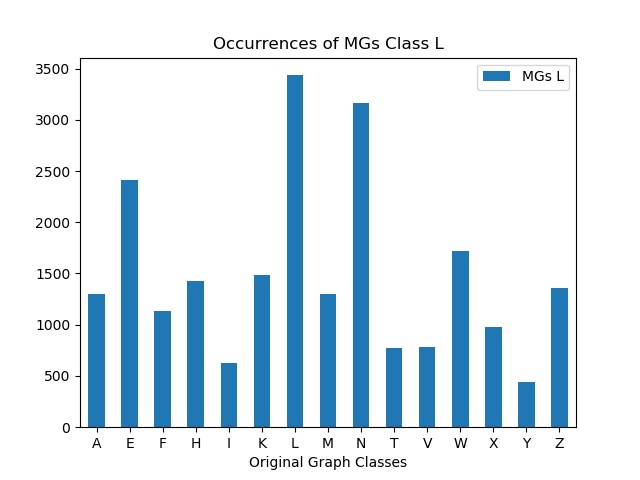 Occurrences of MGs Class L
MGs L
3500
3000
2500
2000
1500
1000
500
0
A E F H I K L M N T V W X Y Z
Original Graph Classes